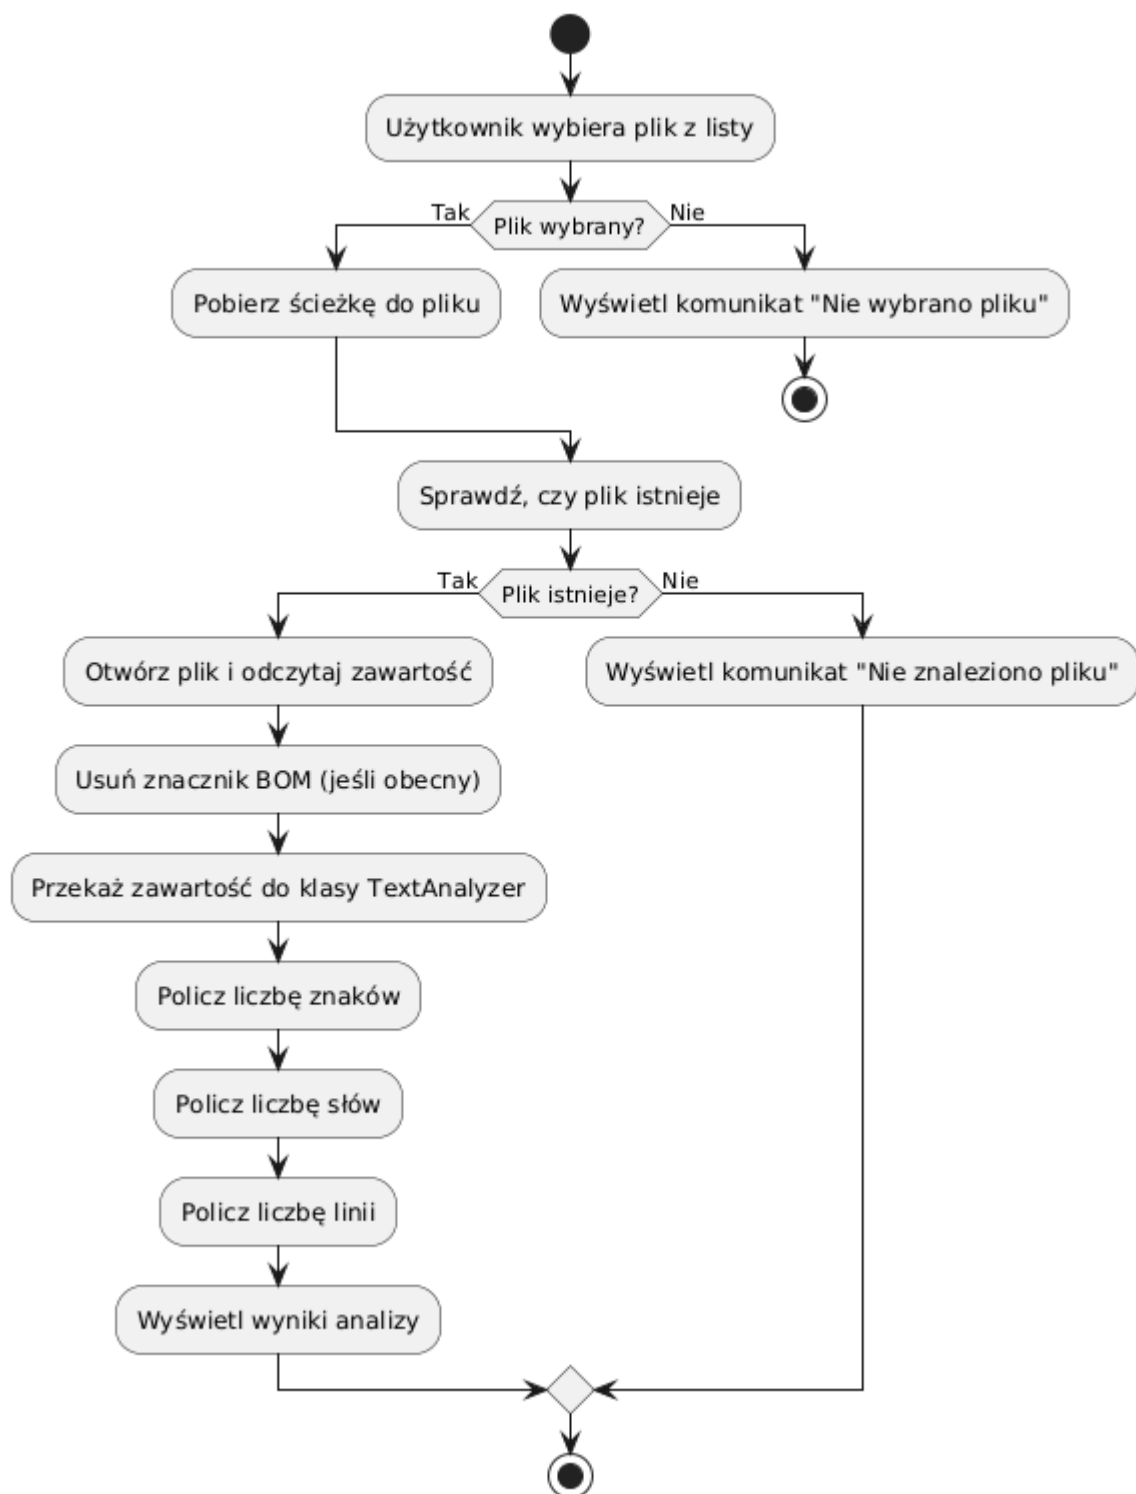 Użytkownik wybiera plik z listy
Tak
Plik wybrany?
Nie
Pobierz ścieżkę do pliku
Wyświetl komunikat "Nie wybrano pliku"
Sprawdź, czy plik istnieje
Tak
Plik istnieje?
Nie
Otwórz plik i odczytaj zawartość
Wyświetl komunikat "Nie znaleziono pliku"
Usuń znacznik BOM (jeśli obecny)
Przekaż zawartość do klasy TextAnalyzer
Policz liczbę znaków
Policz liczbę słów
Policz liczbę linii
Wyświetl wyniki analizy